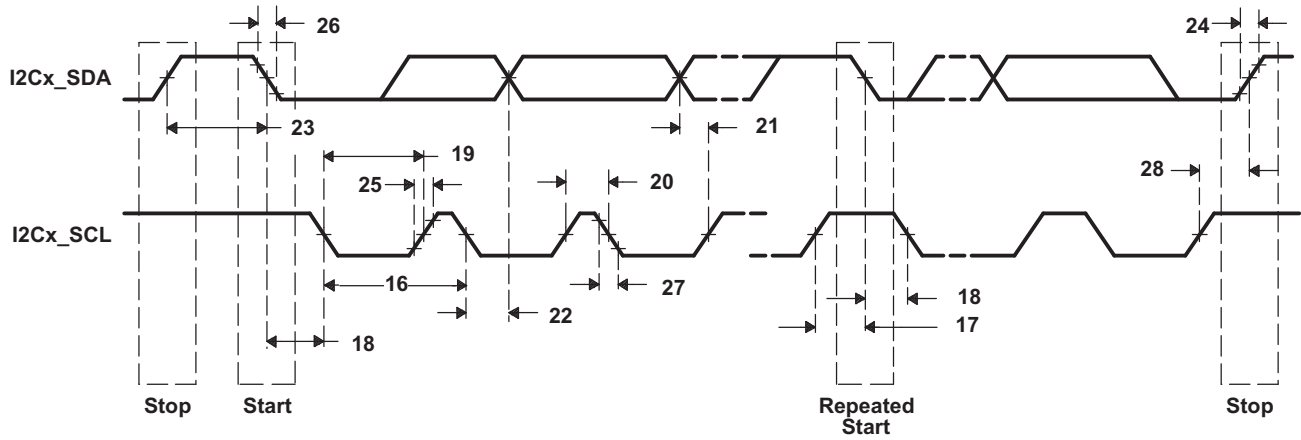 26
24
I2Cx_SDA
23
21
19
25
20
28
I2Cx_SCL
16
27
22
18
18
17
Stop
Start
Repeated
Start
Stop